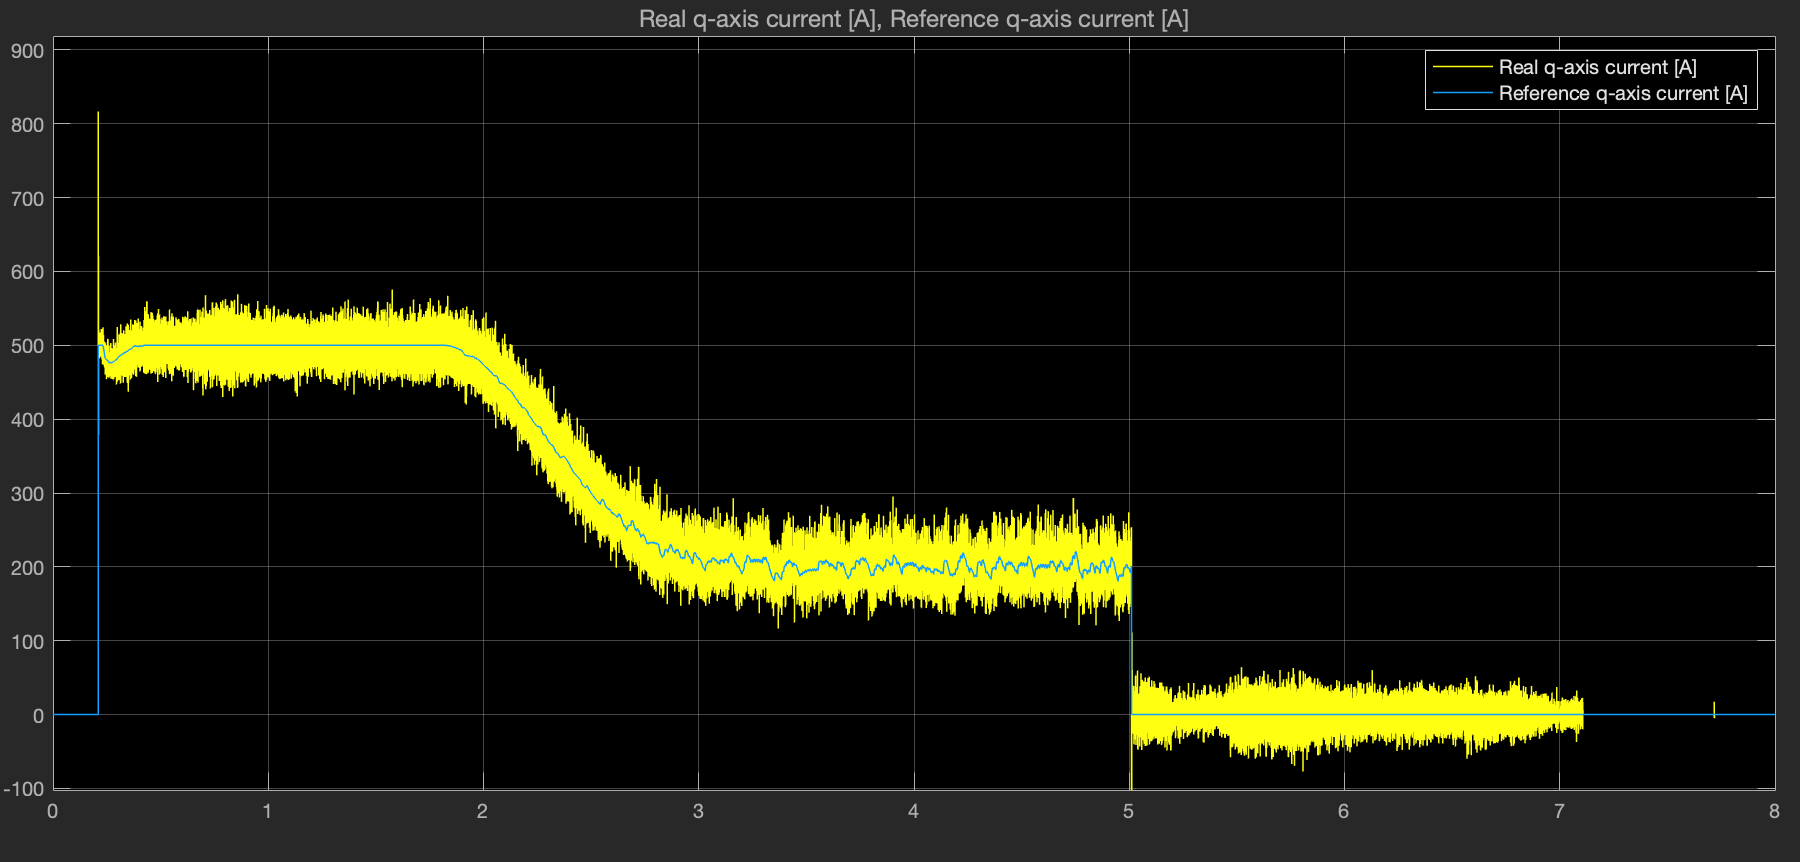 Real q-axis current [A], Reference q-axis current [A]
900
Real q-axis current [A]
Reference q-axis current [A]
800
700
600
500
400
300
200
100
0
-100
0 1 2 3 4 5 6 7 8